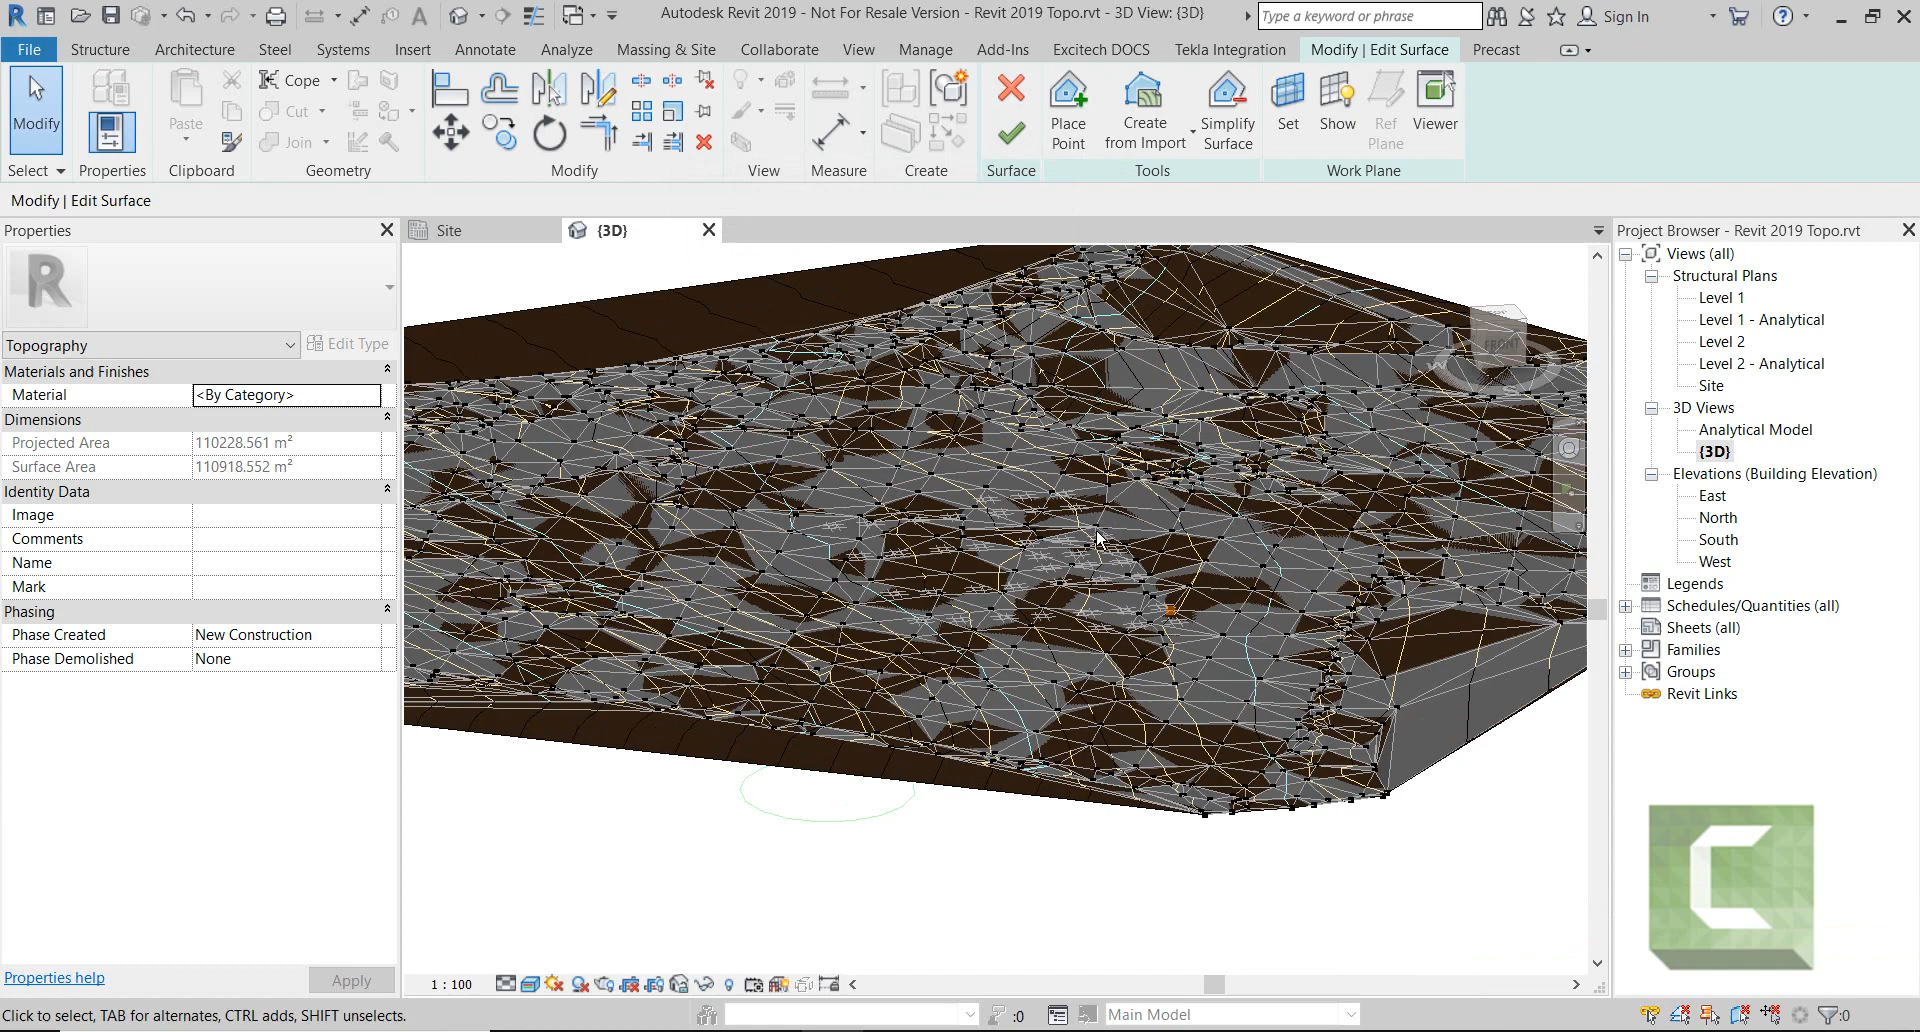 Autodesk Revit 2019 - Not For Resale Version - Revit 2019 Topo.rvt - 3D View: {3D}
Type a keyword or phrase
Sign In
File Structure Architecture Steel Systems Insert Annotate Analyze Massing & Site Collaborate View Manage Add-Ins Excitech DOCS Tekla Integration Modify | Edit Surface Precast
Modify
Paste
Cope
Cut
Join
Place Point
Create from Import
Simplify Surface
Set
Show
Ref Plane
Viewer
Select Properties Clipboard Geometry Modify View Measure Create Surface Tools Work Plane
Modify | Edit Surface
Properties
Topography
Edit Type
Materials and Finishes
Material <By Category>
Dimensions
Projected Area 110228.561 m²
Surface Area 110918.552 m²
Identity Data
Image
Comments
Name
Mark
Phasing
Phase Created New Construction
Phase Demolished None
Properties help
Apply
Site
{3D}
FRONT
1 : 100
Project Browser - Revit 2019 Topo.rvt
Views (all)
Structural Plans
Level 1
Level 1 - Analytical
Level 2
Level 2 - Analytical
Site
3D Views
Analytical Model
{3D}
Elevations (Building Elevation)
East
North
South
West
Legends
Schedules/Quantities (all)
Sheets (all)
Families
Groups
Revit Links
Click to select, TAB for alternates, CTRL adds, SHIFT unselects.
:0
Main Model
:0